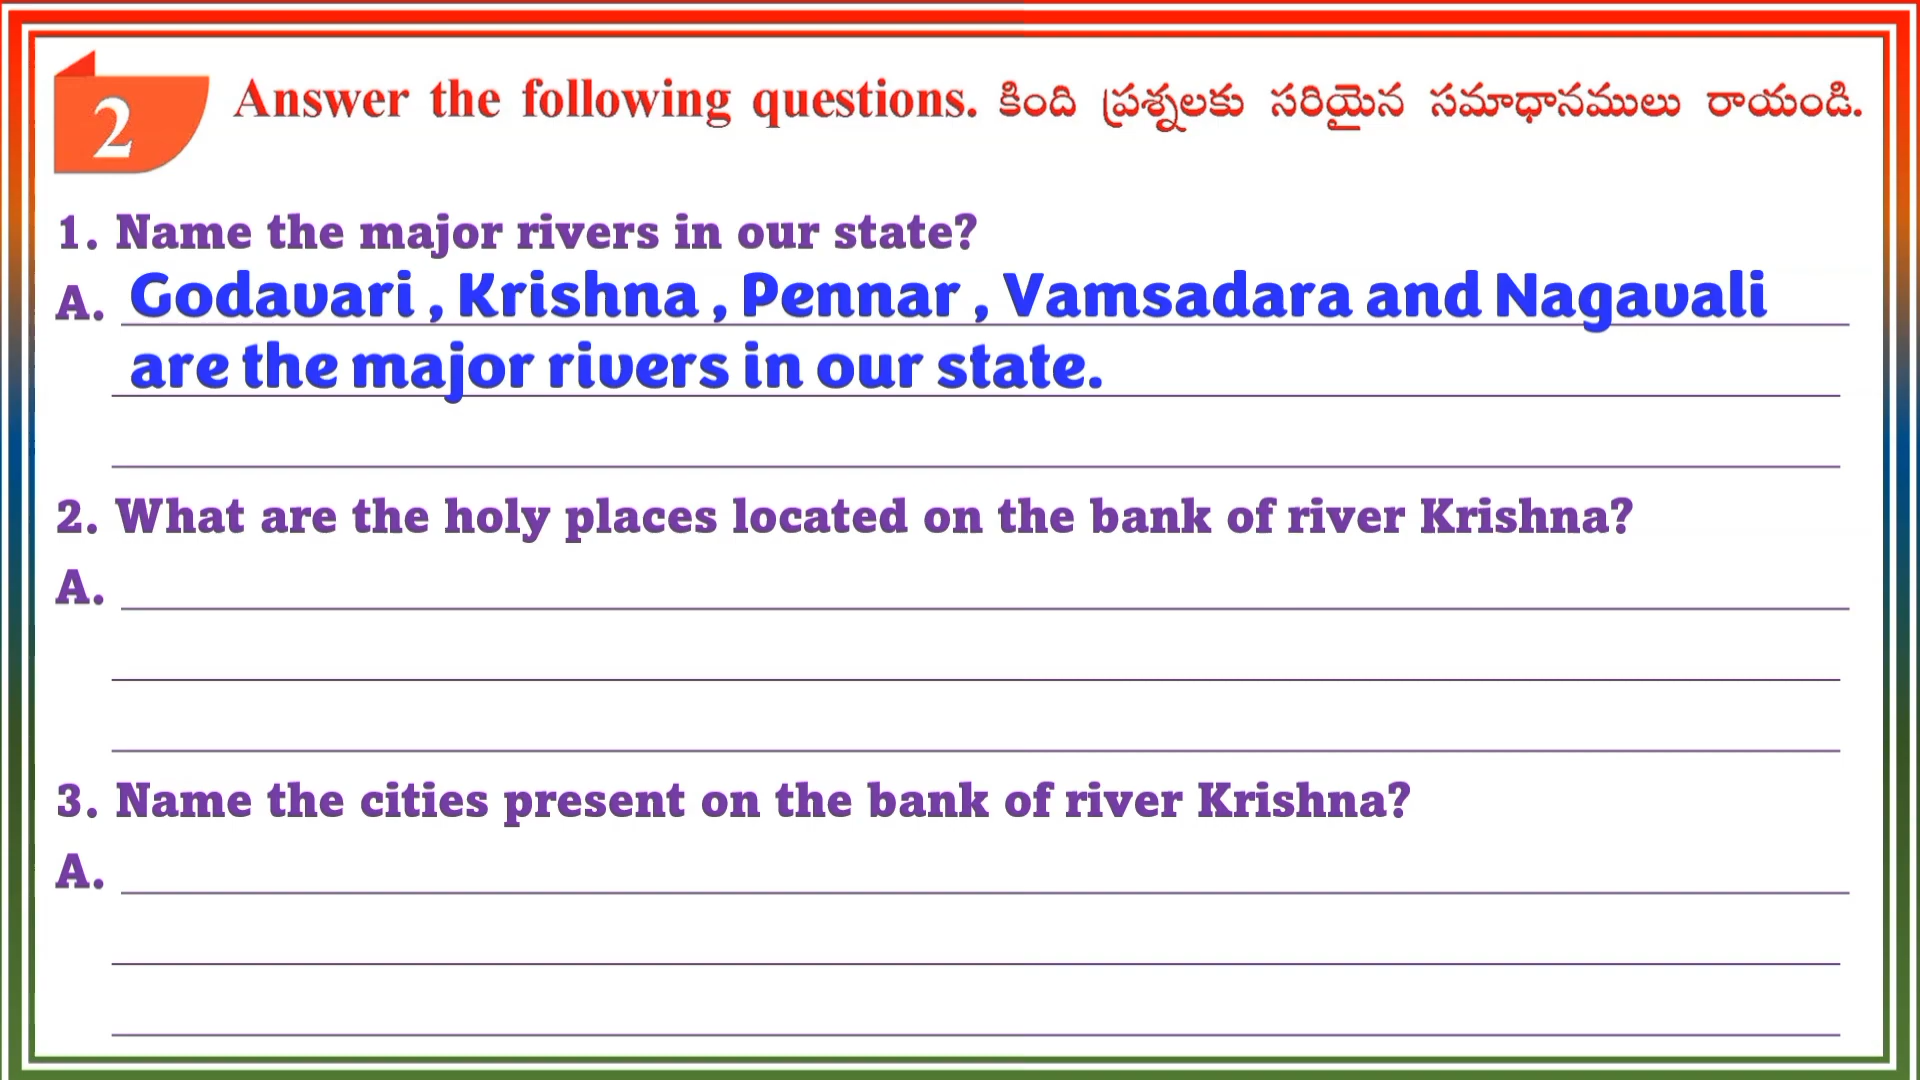 2 Answer the following questions. కింది ప్రశ్నలకు సరియైన సమాధానములు రాయండి.
1. Name the major rivers in our state?
A. Godavari , Krishna , Pennar , Vamsadara and Nagavali
are the major rivers in our state.
2. What are the holy places located on the bank of river Krishna?
A.
3. Name the cities present on the bank of river Krishna?
A.